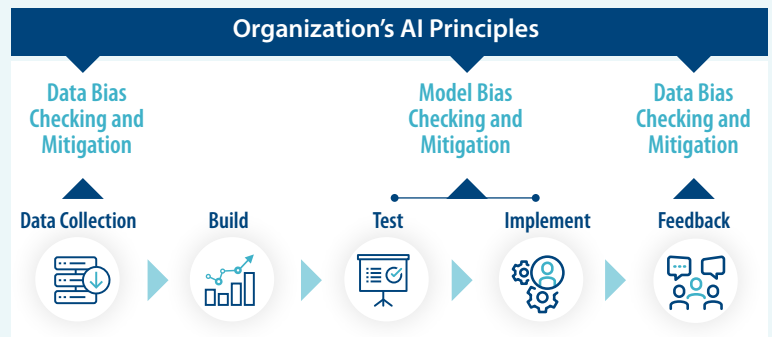 Organization’s AI Principles
Data Bias
Checking and
Mitigation
Model Bias
Checking and
Mitigation
Data Bias
Checking and
Mitigation
Data Collection
Build
Test
Implement
Feedback